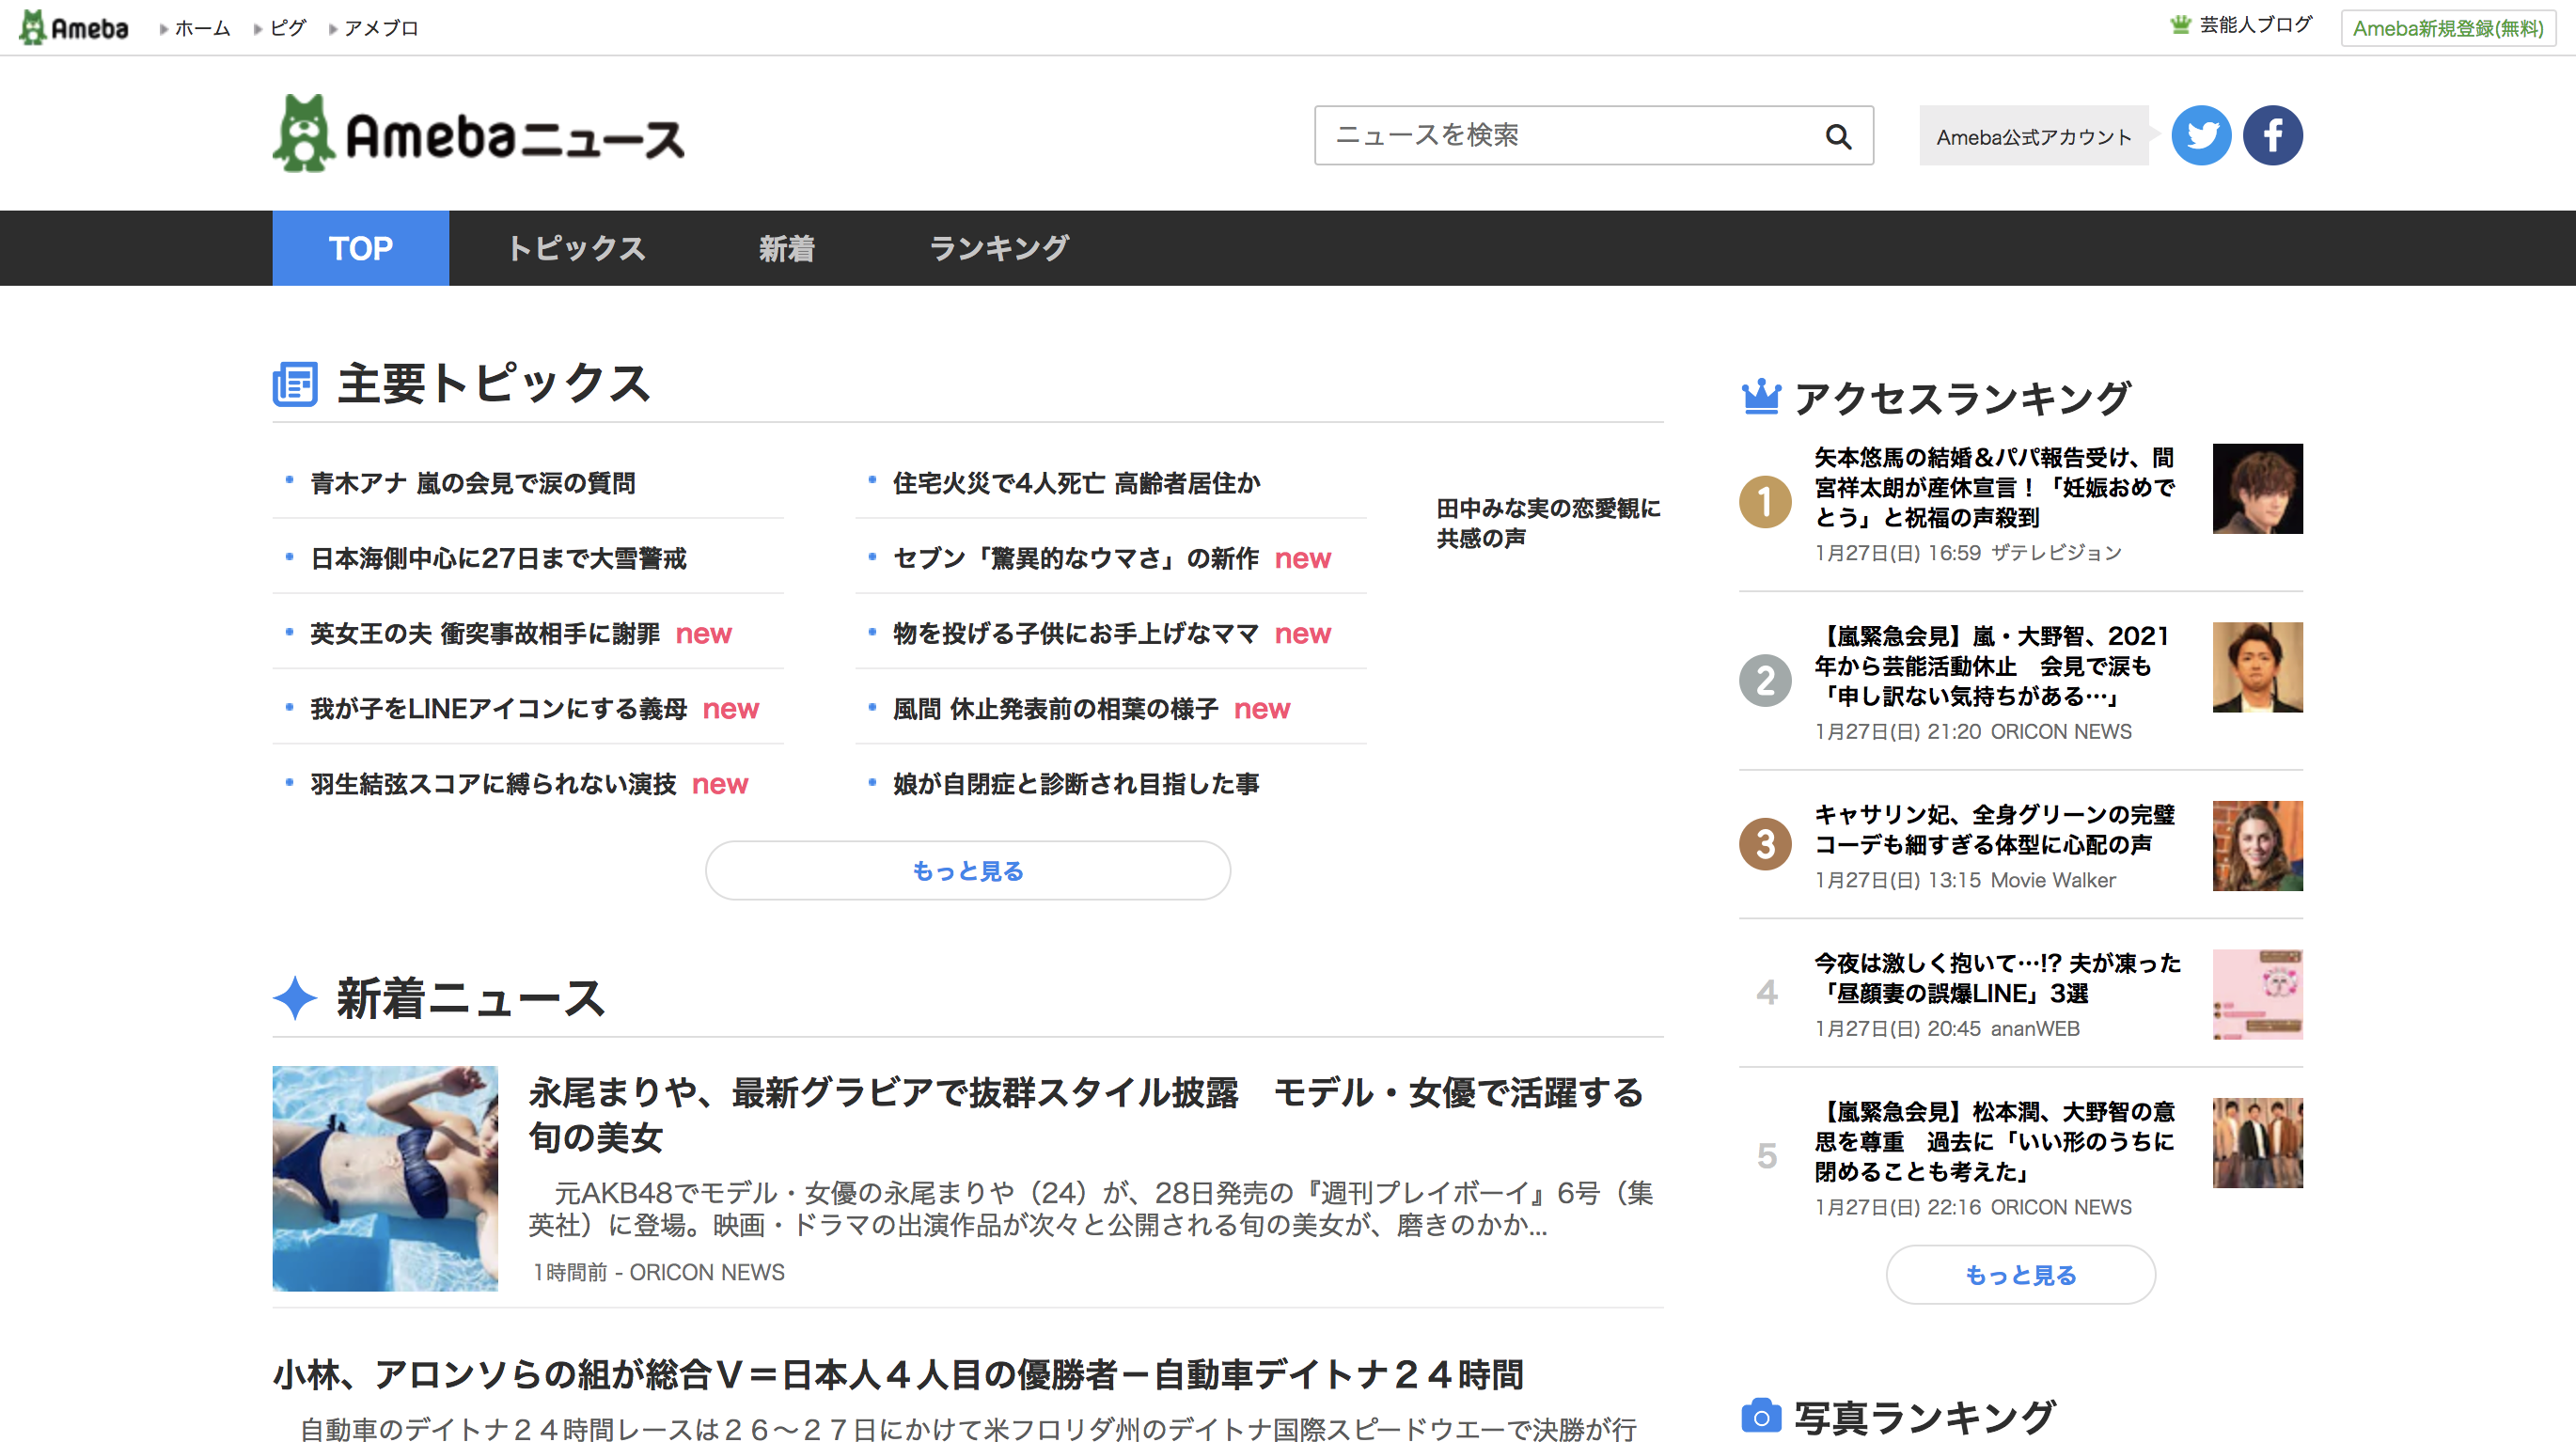 Ameba
ホーム
ピグ
アメブロ
芸能人ブログ
Ameba新規登録(無料)
Amebaニュース
ニュースを検索
Ameba公式アカウント
TOP
トピックス
新着
ランキング
主要トピックス
青木アナ 嵐の会見で涙の質問
日本海側中心に27日まで大雪警戒
英女王の夫 衝突事故相手に謝罪 new
我が子をLINEアイコンにする義母 new
羽生結弦スコアに縛られない演技 new
住宅火災で4人死亡 高齢者居住か
セブン「驚異的なウマさ」の新作 new
物を投げる子供にお手上げなママ new
風間 休止発表前の相葉の様子 new
娘が自閉症と診断され目指した事
田中みな実の恋愛観に
共感の声
もっと見る
新着ニュース
永尾まりや、最新グラビアで抜群スタイル披露　モデル・女優で活躍する
旬の美女
元AKB48でモデル・女優の永尾まりや（24）が、28日発売の『週刊プレイボーイ』6号（集
英社）に登場。映画・ドラマの出演作品が次々と公開される旬の美女が、磨きのかか...
1時間前 - ORICON NEWS
小林、アロンソらの組が総合Ｖ＝日本人４人目の優勝者－自動車デイトナ２４時間
自動車のデイトナ２４時間レースは２６～２７日にかけて米フロリダ州のデイトナ国際スピードウエーで決勝が行
アクセスランキング
1
矢本悠馬の結婚＆パパ報告受け、間
宮祥太朗が産休宣言！「妊娠おめで
とう」と祝福の声殺到
1月27日(日) 16:59 ザテレビジョン
2
【嵐緊急会見】嵐・大野智、2021
年から芸能活動休止　会見で涙も
「申し訳ない気持ちがある…」
1月27日(日) 21:20 ORICON NEWS
3
キャサリン妃、全身グリーンの完璧
コーデも細すぎる体型に心配の声
1月27日(日) 13:15 Movie Walker
4
今夜は激しく抱いて…!? 夫が凍った
「昼顔妻の誤爆LINE」3選
1月27日(日) 20:45 ananWEB
5
【嵐緊急会見】松本潤、大野智の意
思を尊重　過去に「いい形のうちに
閉めることも考えた」
1月27日(日) 22:16 ORICON NEWS
もっと見る
写真ランキング